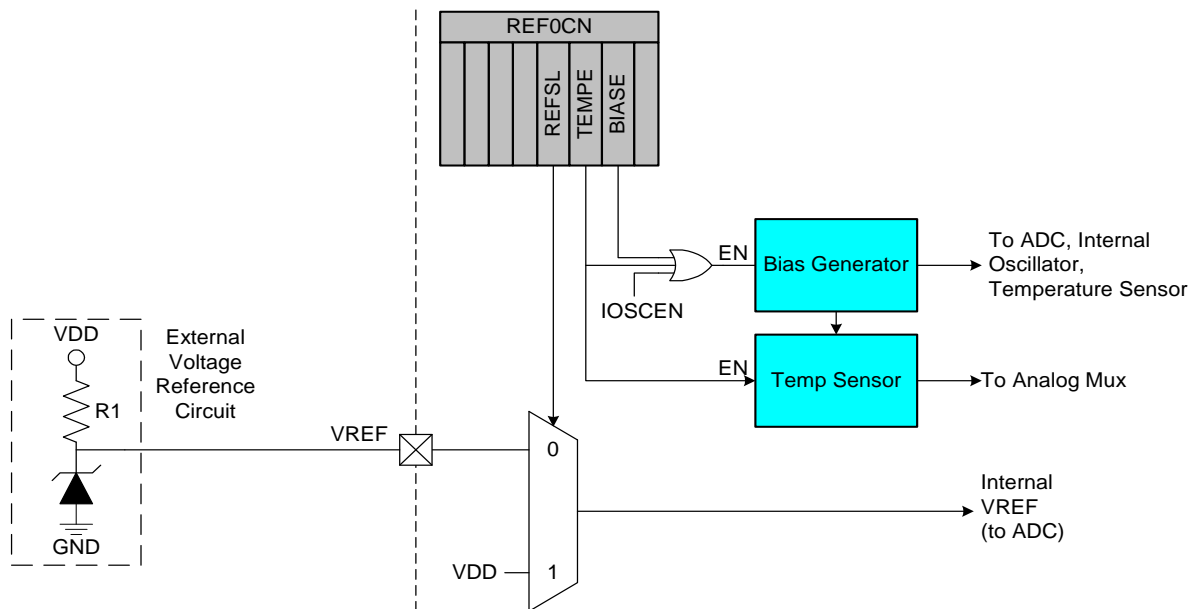 REF0CN
REFSL
TEMPE
BIASE
EN
Bias Generator
To ADC, Internal
Oscillator,
Temperature Sensor
IOSCEN
VDD
R1
GND
External
Voltage
Reference
Circuit
EN
Temp Sensor
To Analog Mux
VREF
0
Internal
VREF
(to ADC)
VDD
1